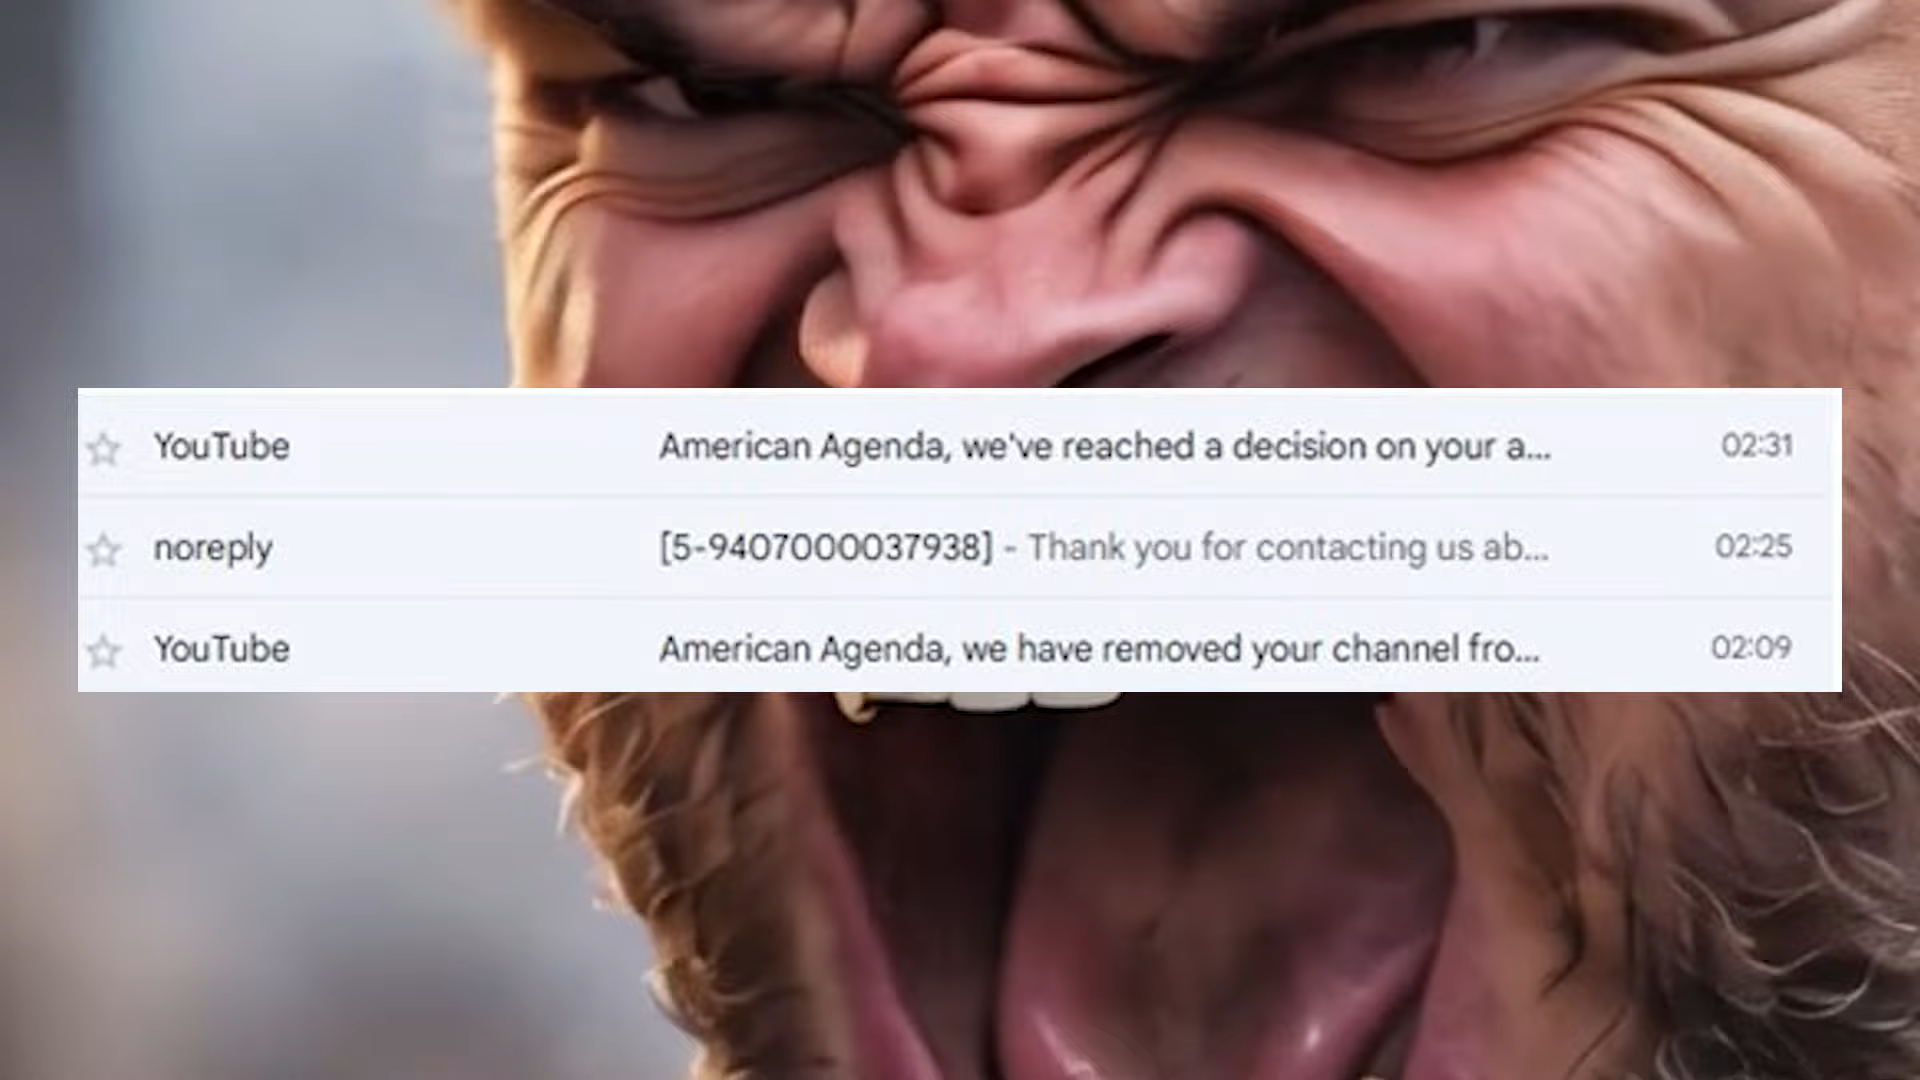 YouTube American Agenda, we've reached a decision on your a... 02:31
noreply [5-9407000037938] - Thank you for contacting us ab... 02:25
YouTube American Agenda, we have removed your channel fro... 02:09